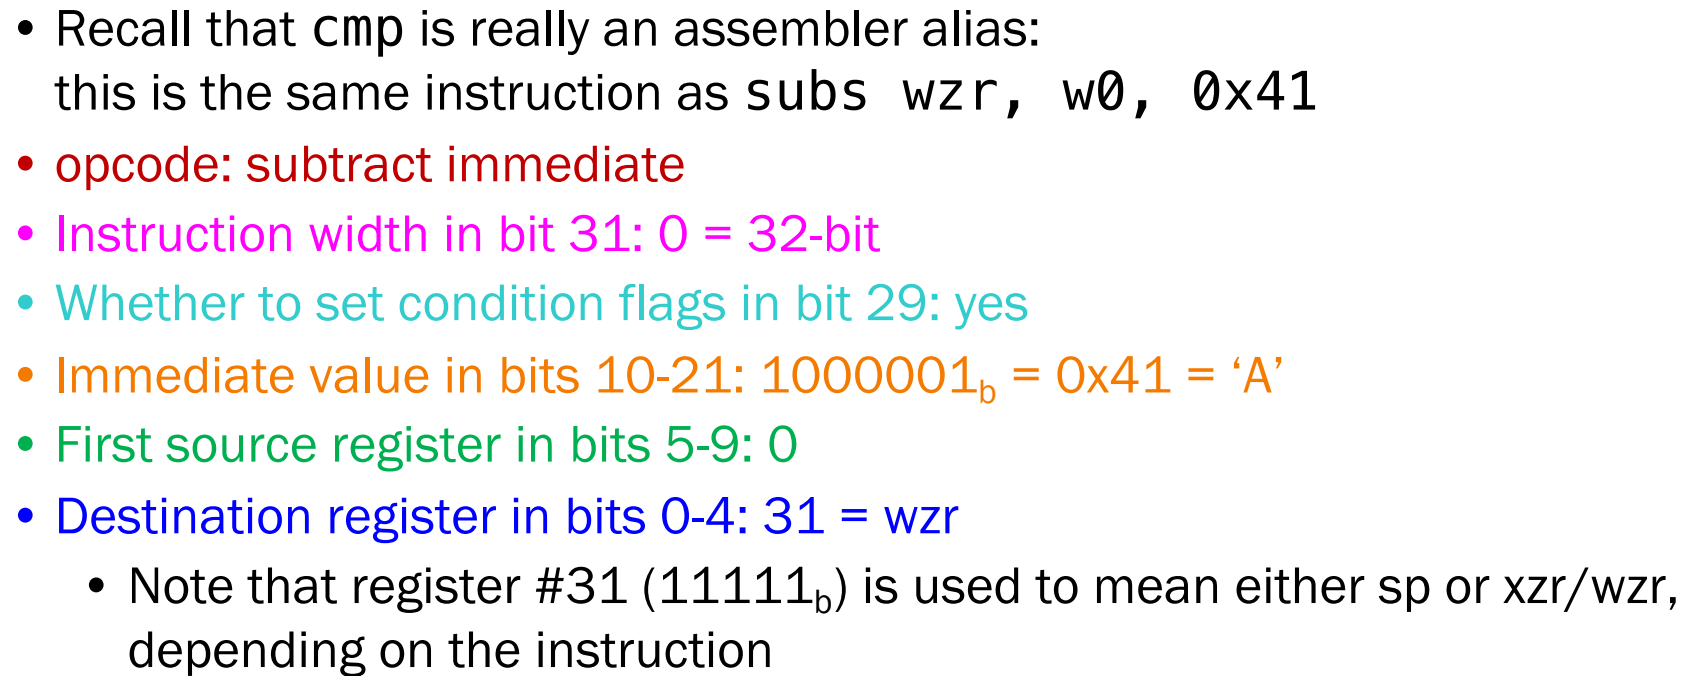 • Recall that cmp is really an assembler alias:
this is the same instruction as subs wzr, w0, 0x41
• opcode: subtract immediate
• Instruction width in bit 31: 0 = 32-bit
• Whether to set condition flags in bit 29: yes
• Immediate value in bits 10-21: 1000001b = 0x41 = ‘A’
• First source register in bits 5-9: 0
• Destination register in bits 0-4: 31 = wzr
• Note that register #31 (11111b) is used to mean either sp or xzr/wzr,
depending on the instruction